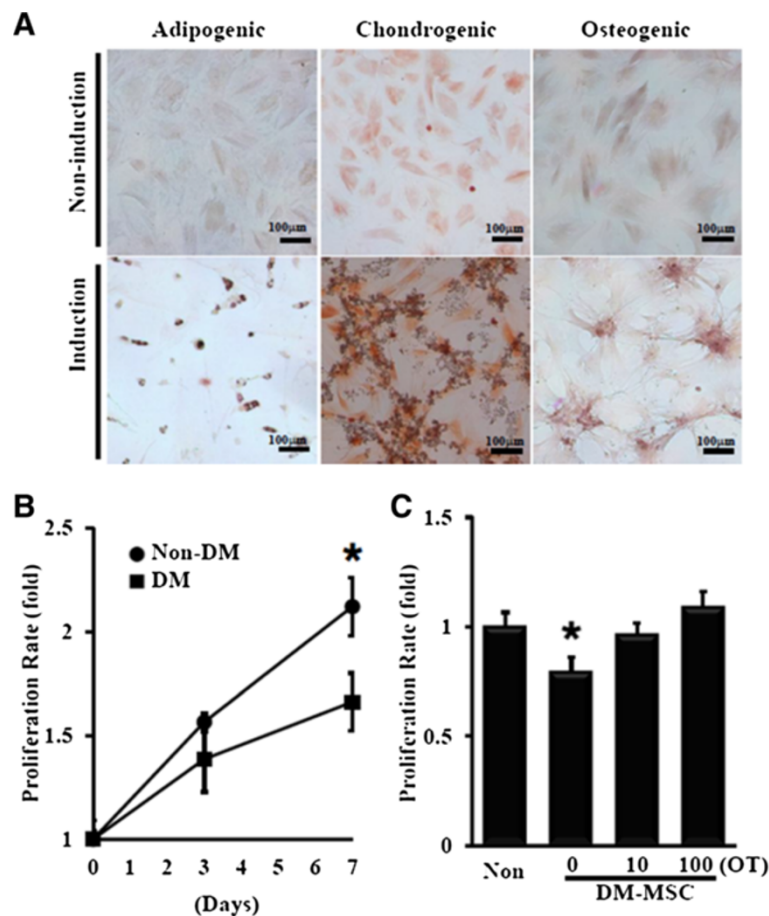 A
Adipogenic Chondrogenic Osteogenic
Non-induction
100μm 100μm 100μm
Induction
100μm 100μm 100μm
B
2.5
2
1.5
1
Proliferation Rate (fold)
Non-DM
DM
*
0 1 2 3 4 5 6 7
(Days)
C
1.5
1
0.5
0
Proliferation Rate (fold)
*
Non 0 10 100 (OT)
DM-MSC